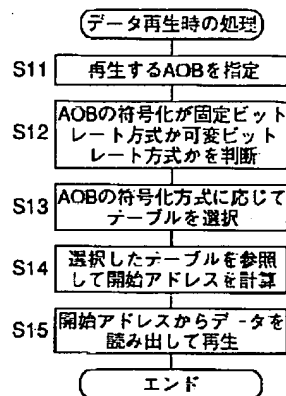 データ再生時の処理
S11
再生するAOBを指定
S12
AOBの符号化が固定ビット
レート方式か可変ビット
レート方式かを判断
S13
AOBの符号化方式に応じて
テーブルを選択
S14
選択したテーブルを参照
して開始アドレスを計算
S15
開始アドレスからデータを
読み出して再生
エンド